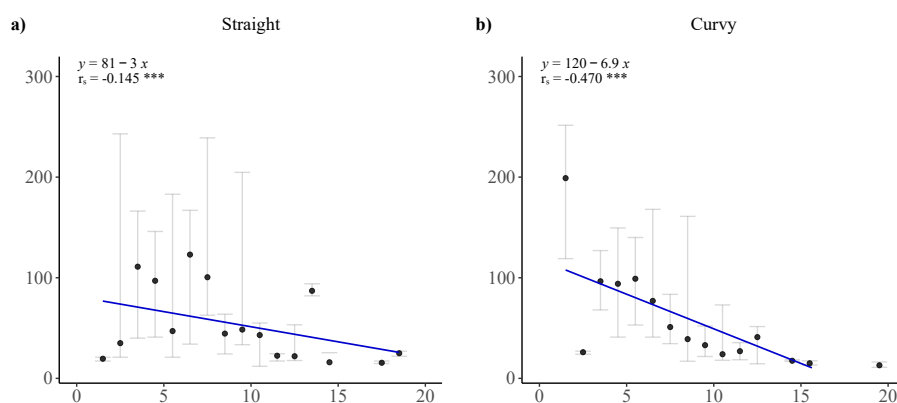 a) Straight
y = 81 − 3 x
rₛ = -0.145 ***
300
200
100
0
0 5 10 15 20
b) Curvy
y = 120 − 6.9 x
rₛ = -0.470 ***
300
200
100
0
0 5 10 15 20